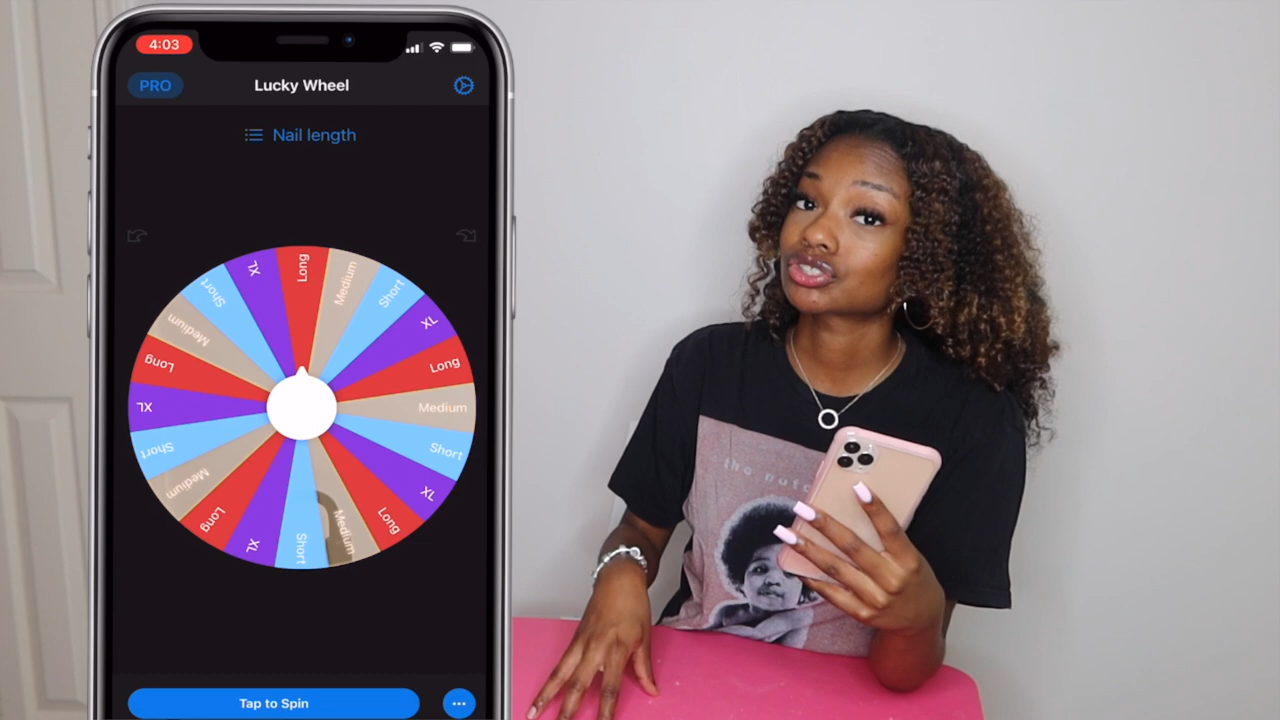 4:03
PRO
Lucky Wheel
Nail length
Long
Medium
Short
XL
Long
Medium
Short
XL
Long
Medium
Short
XL
Long
Medium
Short
XL
Long
Medium
Short
XL
Tap to Spin
the